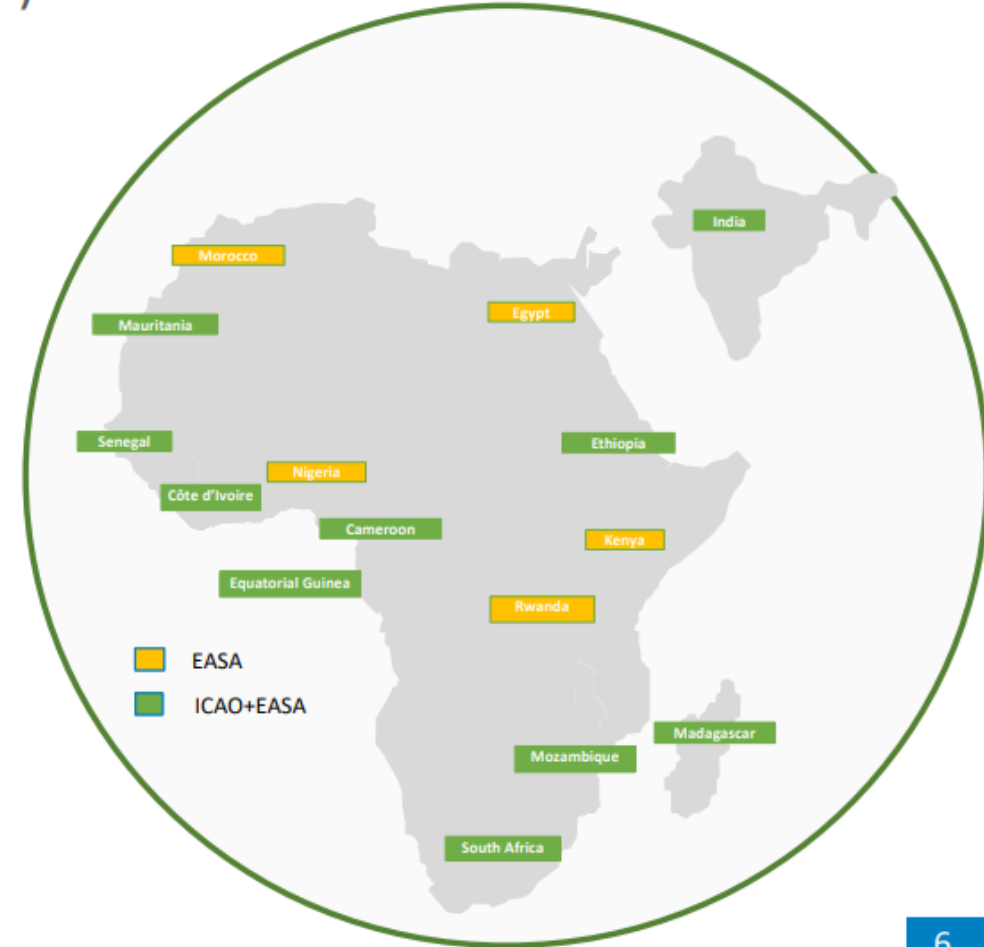 India
Morocco
Egypt
Mauritania
Senegal
Ethiopia
Nigeria
Côte d'Ivoire
Cameroon
Kenya
Equatorial Guinea
Rwanda
EASA
ICAO+EASA
Madagascar
Mozambique
South Africa
6